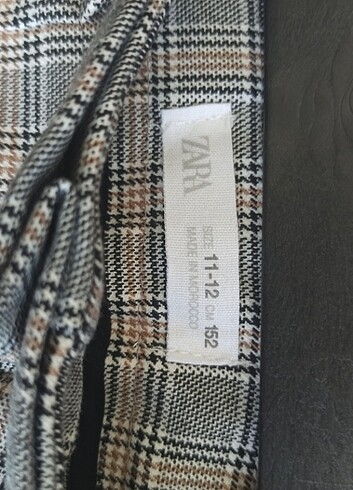 ZARA
SIZE 11-12 CM 152
MADE IN MOROCCO